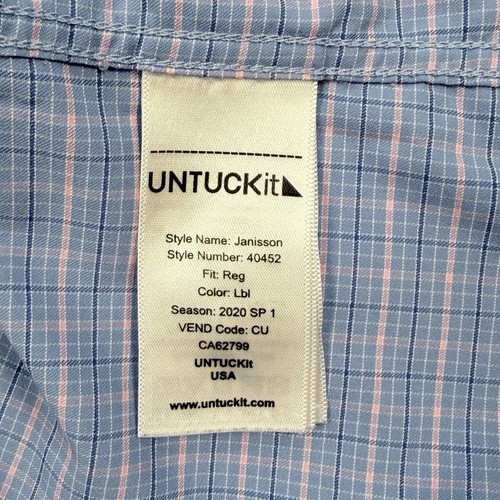 UNTUCKit
Style Name: Janisson
Style Number: 40452
Fit: Reg
Color: Lbl
Season: 2020 SP 1
VEND Code: CU
CA62799
UNTUCKit
USA
www.untuckit.com